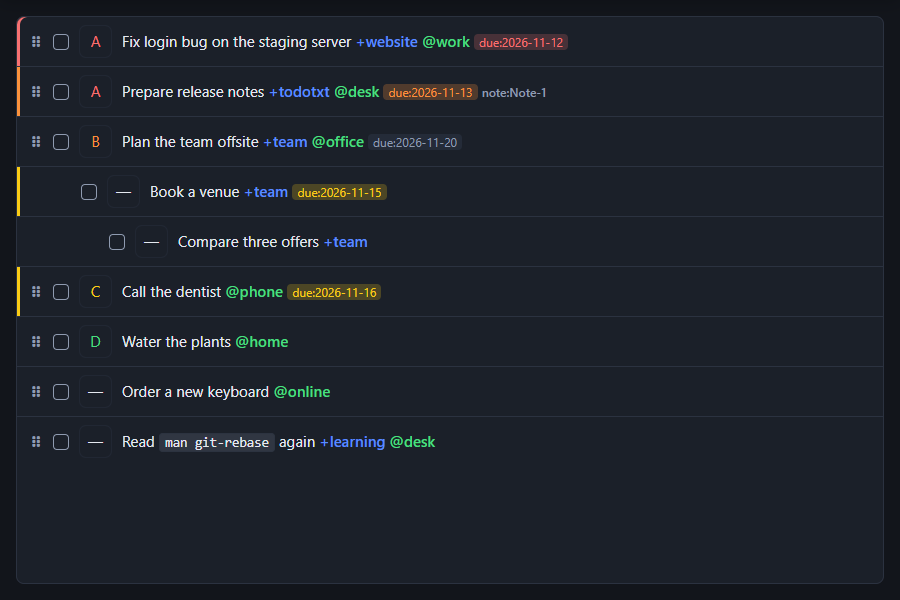 A Fix login bug on the staging server +website @work due:2026-11-12
A Prepare release notes +todotxt @desk due:2026-11-13 note:Note-1
B Plan the team offsite +team @office due:2026-11-20
— Book a venue +team due:2026-11-15
— Compare three offers +team
C Call the dentist @phone due:2026-11-16
D Water the plants @home
— Order a new keyboard @online
— Read man git-rebase again +learning @desk